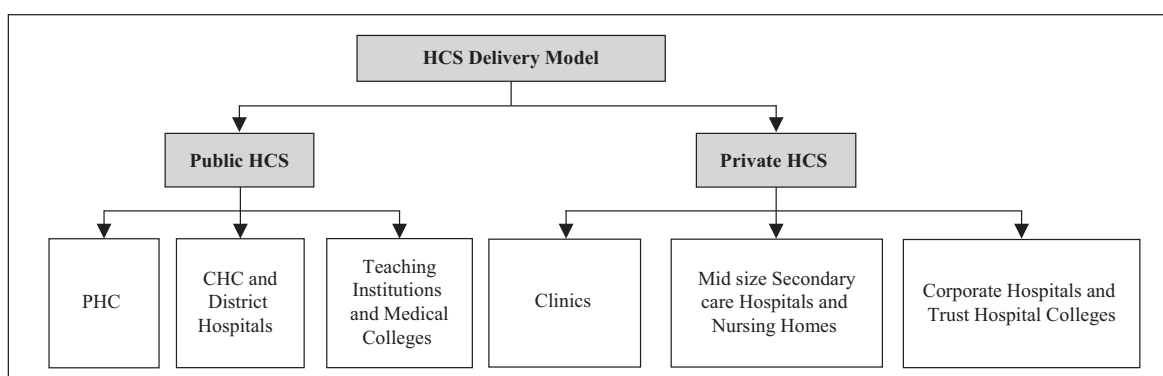 HCS Delivery Model
Public HCS
Private HCS
PHC
CHC and
District
Hospitals
Teaching
Institutions
and Medical
Colleges
Clinics
Mid size Secondary
care Hospitals and
Nursing Homes
Corporate Hospitals and
Trust Hospital Colleges